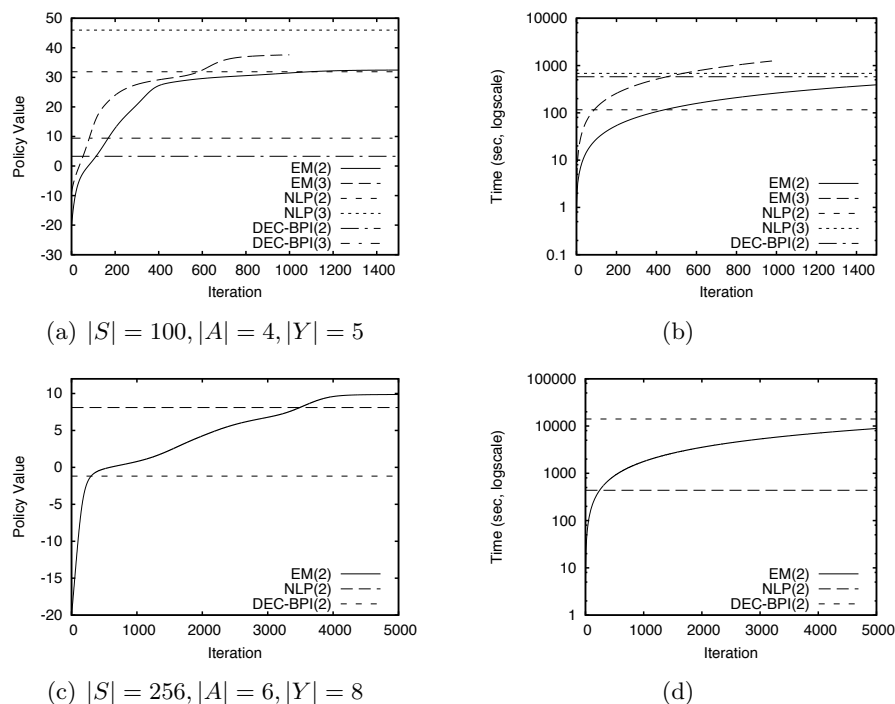 50
40
30
20
10
0
-10
-20
-30
Policy Value
0 200 400 600 800 1000 1200 1400
Iteration
EM(2)
EM(3)
NLP(2)
NLP(3)
DEC-BPI(2)
DEC-BPI(3)
(a) |S| = 100, |A| = 4, |Y| = 5
10000
1000
100
10
1
0.1
Time (sec, logscale)
0 200 400 600 800 1000 1200 1400
Iteration
EM(2)
EM(3)
NLP(2)
NLP(3)
DEC-BPI(2)
(b)
10
5
0
-5
-10
-15
-20
Policy Value
0 1000 2000 3000 4000 5000
Iteration
EM(2)
NLP(2)
DEC-BPI(2)
(c) |S| = 256, |A| = 6, |Y| = 8
100000
10000
1000
100
10
1
Time (sec, logscale)
0 1000 2000 3000 4000 5000
Iteration
EM(2)
NLP(2)
DEC-BPI(2)
(d)